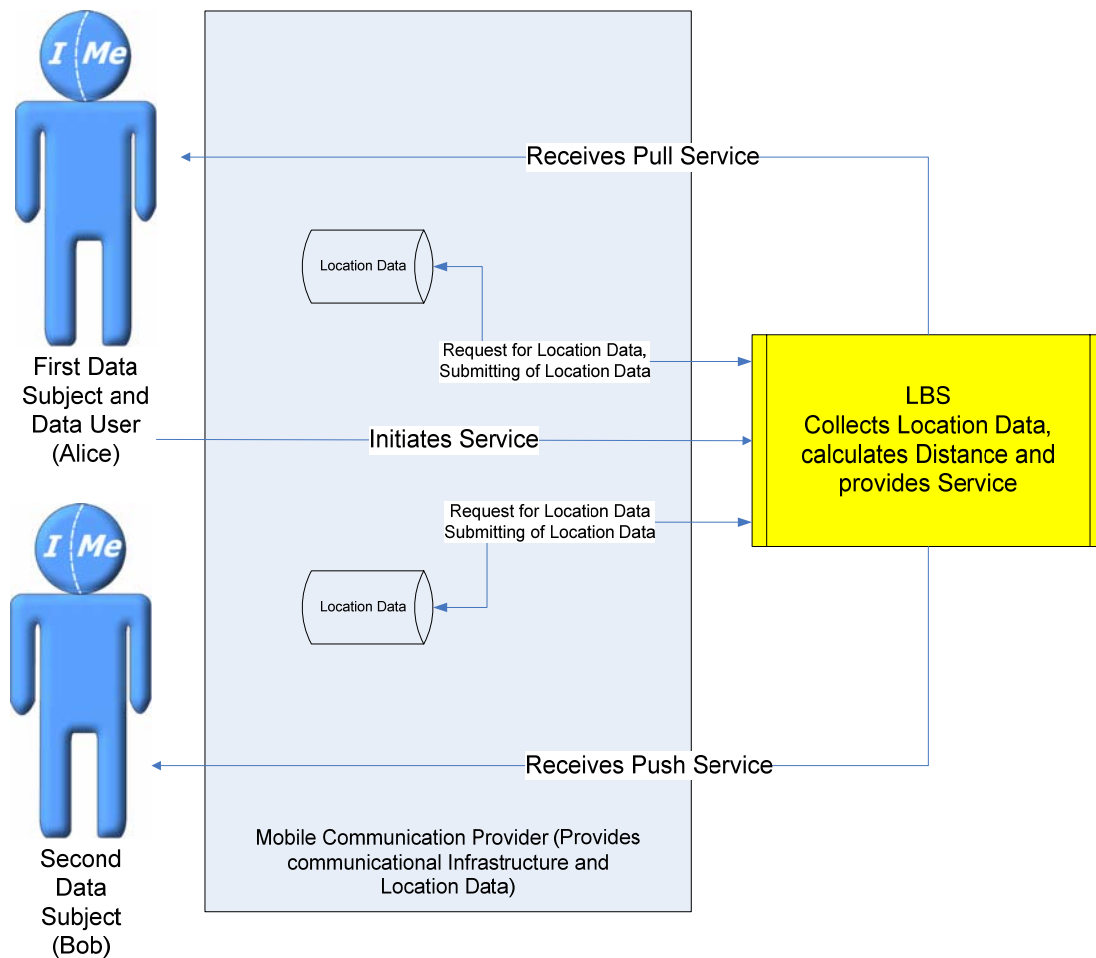 I Me
Receives Pull Service
Location Data
Request for Location Data,
Submitting of Location Data
First Data
Subject and
Data User
(Alice)
Initiates Service
LBS
Collects Location Data,
calculates Distance and
provides Service
Request for Location Data
Submitting of Location Data
I Me
Location Data
Receives Push Service
Mobile Communication Provider (Provides
communicational Infrastructure and
Location Data)
Second
Data
Subject
(Bob)